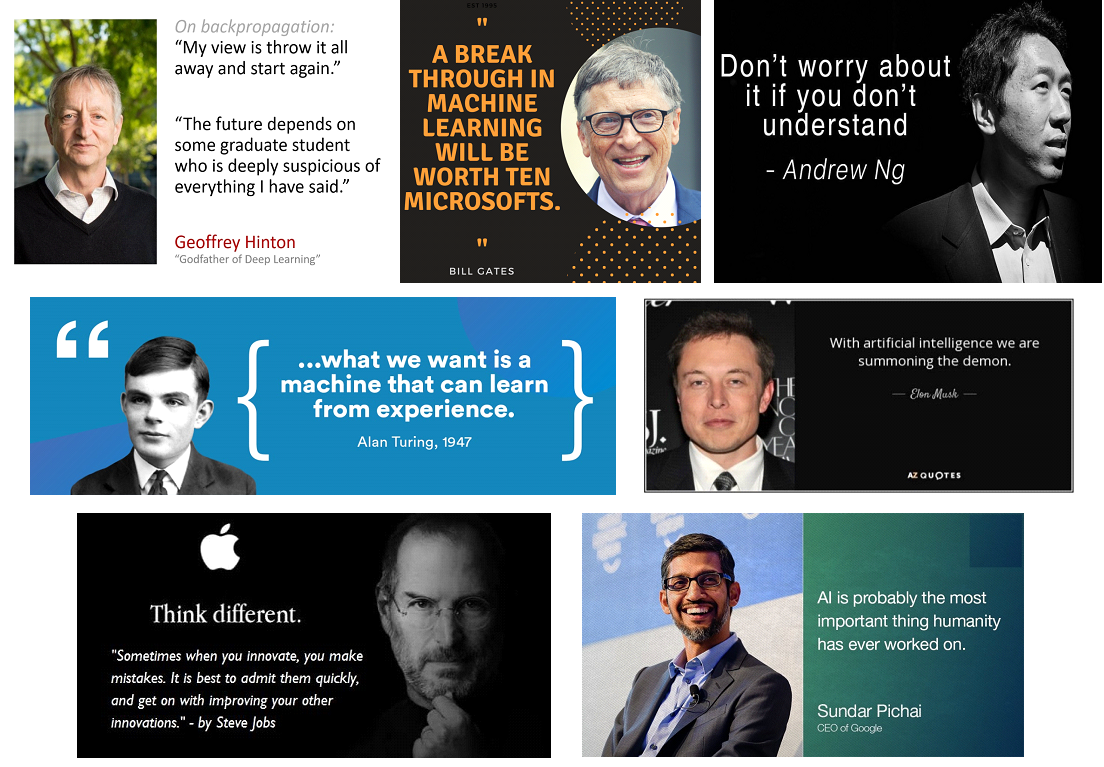 On backpropagation:
“My view is throw it all
away and start again.”
“The future depends on
some graduate student
who is deeply suspicious of
everything I have said.”
Geoffrey Hinton
“Godfather of Deep Learning”
EST 1995
"
A BREAK
THROUGH IN
MACHINE
LEARNING
WILL BE
WORTH TEN
MICROSOFTS.
"
BILL GATES
Don’t worry about
it if you don’t
understand
- Andrew Ng
“
{ ...what we want is a
machine that can learn
from experience. }
Alan Turing, 1947
With artificial intelligence we are
summoning the demon.
— Elon Musk —
AZ QUOTES
Think different.
"Sometimes when you innovate, you make
mistakes. It is best to admit them quickly,
and get on with improving your other
innovations." - by Steve Jobs
AI is probably the most
important thing humanity
has ever worked on.
Sundar Pichai
CEO of Google